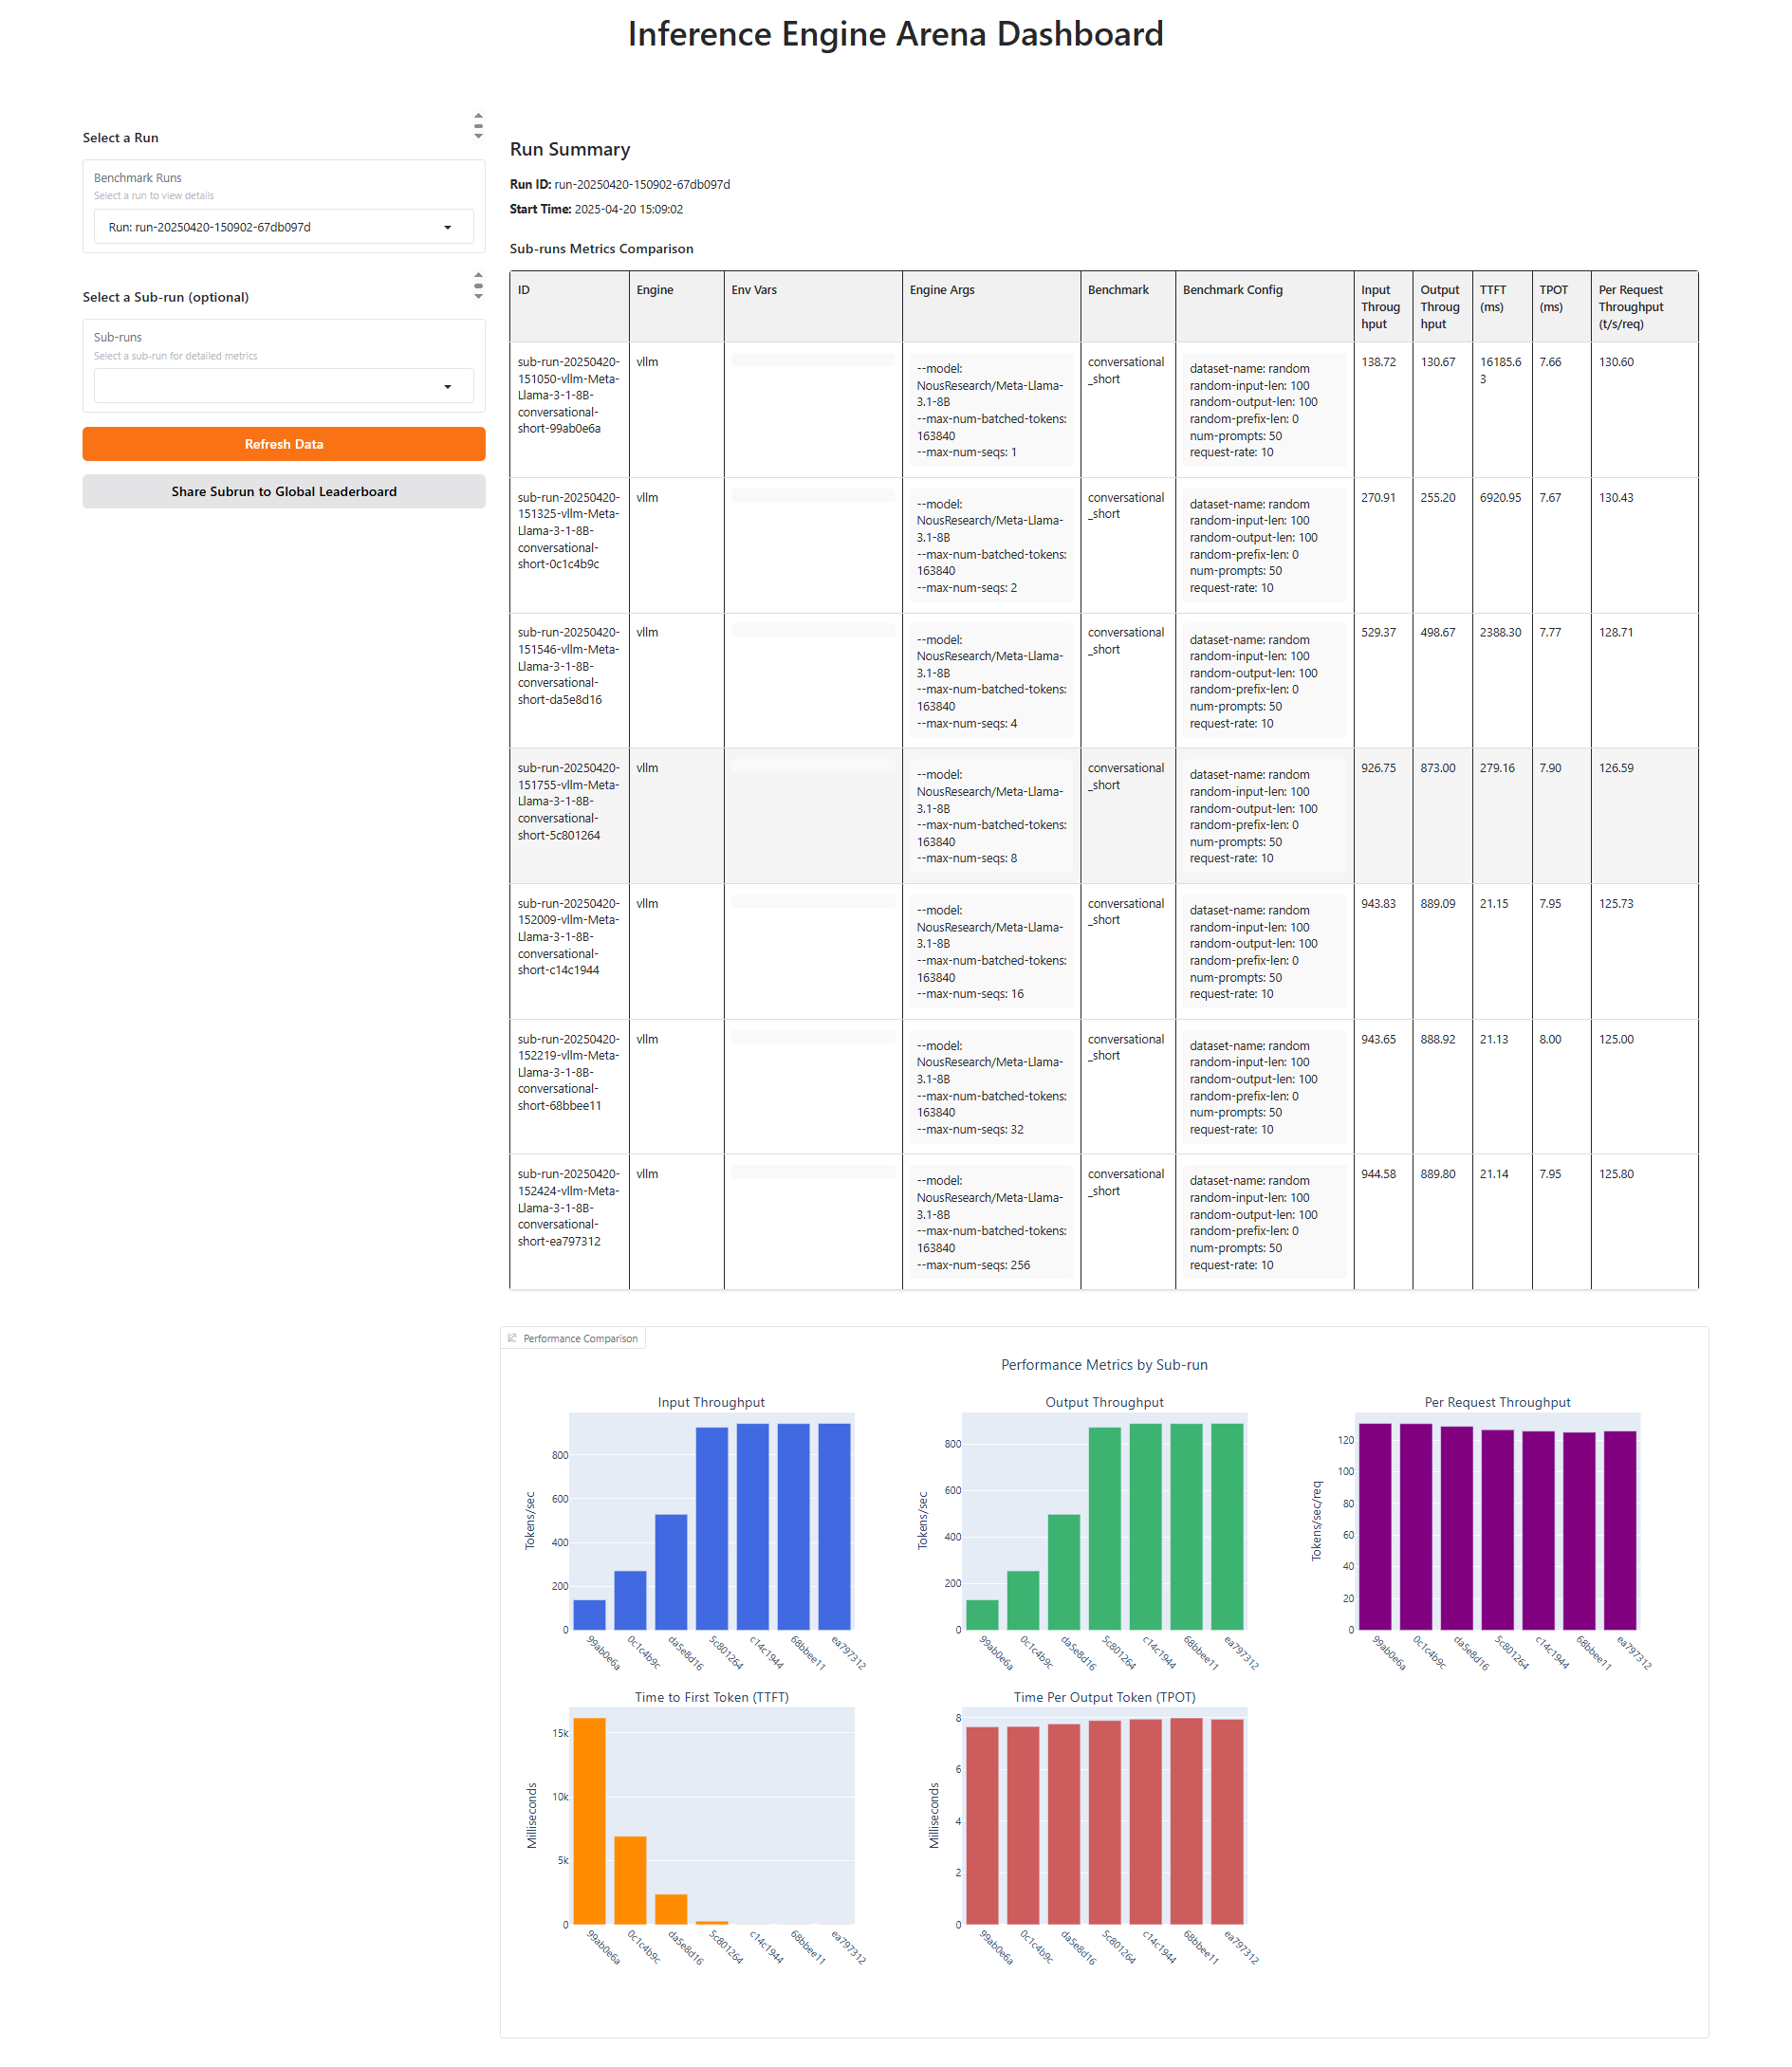 Inference Engine Arena Dashboard
Select a Run
Benchmark Runs
Select a run to view details
Run: run-20250420-150902-67db097d
Select a Sub-run (optional)
Sub-runs
Select a sub-run for detailed metrics
Refresh Data
Share Subrun to Global Leaderboard
Run Summary
Run ID: run-20250420-150902-67db097d
Start Time: 2025-04-20 15:09:02
Sub-runs Metrics Comparison
ID
Engine
Env Vars
Engine Args
Benchmark
Benchmark Config
Input
Throug
hput
Output
Throug
hput
TTFT
(ms)
TPOT
(ms)
Per Request
Throughput
(t/s/req)
sub-run-20250420-
151050-vllm-Meta-
Llama-3-1-8B-
conversational-
short-99ab0e6a
vllm
--model:
NousResearch/Meta-Llama-
3.1-8B
--max-num-batched-tokens:
163840
--max-num-seqs: 1
conversational
_short
dataset-name: random
random-input-len: 100
random-output-len: 100
random-prefix-len: 0
num-prompts: 50
request-rate: 10
138.72
130.67
16185.6
3
7.66
130.60
sub-run-20250420-
151325-vllm-Meta-
Llama-3-1-8B-
conversational-
short-0c1c4b9c
vllm
--model:
NousResearch/Meta-Llama-
3.1-8B
--max-num-batched-tokens:
163840
--max-num-seqs: 2
conversational
_short
dataset-name: random
random-input-len: 100
random-output-len: 100
random-prefix-len: 0
num-prompts: 50
request-rate: 10
270.91
255.20
6920.95
7.67
130.43
sub-run-20250420-
151546-vllm-Meta-
Llama-3-1-8B-
conversational-
short-da5e8d16
vllm
--model:
NousResearch/Meta-Llama-
3.1-8B
--max-num-batched-tokens:
163840
--max-num-seqs: 4
conversational
_short
dataset-name: random
random-input-len: 100
random-output-len: 100
random-prefix-len: 0
num-prompts: 50
request-rate: 10
529.37
498.67
2388.30
7.77
128.71
sub-run-20250420-
151755-vllm-Meta-
Llama-3-1-8B-
conversational-
short-5c801264
vllm
--model:
NousResearch/Meta-Llama-
3.1-8B
--max-num-batched-tokens:
163840
--max-num-seqs: 8
conversational
_short
dataset-name: random
random-input-len: 100
random-output-len: 100
random-prefix-len: 0
num-prompts: 50
request-rate: 10
926.75
873.00
279.16
7.90
126.59
sub-run-20250420-
152009-vllm-Meta-
Llama-3-1-8B-
conversational-
short-c14c1944
vllm
--model:
NousResearch/Meta-Llama-
3.1-8B
--max-num-batched-tokens:
163840
--max-num-seqs: 16
conversational
_short
dataset-name: random
random-input-len: 100
random-output-len: 100
random-prefix-len: 0
num-prompts: 50
request-rate: 10
943.83
889.09
21.15
7.95
125.73
sub-run-20250420-
152219-vllm-Meta-
Llama-3-1-8B-
conversational-
short-68bbee11
vllm
--model:
NousResearch/Meta-Llama-
3.1-8B
--max-num-batched-tokens:
163840
--max-num-seqs: 32
conversational
_short
dataset-name: random
random-input-len: 100
random-output-len: 100
random-prefix-len: 0
num-prompts: 50
request-rate: 10
943.65
888.92
21.13
8.00
125.00
sub-run-20250420-
152424-vllm-Meta-
Llama-3-1-8B-
conversational-
short-ea797312
vllm
--model:
NousResearch/Meta-Llama-
3.1-8B
--max-num-batched-tokens:
163840
--max-num-seqs: 256
conversational
_short
dataset-name: random
random-input-len: 100
random-output-len: 100
random-prefix-len: 0
num-prompts: 50
request-rate: 10
944.58
889.80
21.14
7.95
125.80
Performance Comparison
Performance Metrics by Sub-run
Input Throughput
Tokens/sec
800
600
400
200
0
99ab0e6a
0c1c4b9c
da5e8d16
5c801264
c14c1944
68bbee11
ea797312
Output Throughput
Tokens/sec
800
600
400
200
0
99ab0e6a
0c1c4b9c
da5e8d16
5c801264
c14c1944
68bbee11
ea797312
Per Request Throughput
Tokens/sec/req
120
100
80
60
40
20
0
99ab0e6a
0c1c4b9c
da5e8d16
5c801264
c14c1944
68bbee11
ea797312
Time to First Token (TTFT)
Milliseconds
15k
10k
5k
0
99ab0e6a
0c1c4b9c
da5e8d16
5c801264
c14c1944
68bbee11
ea797312
Time Per Output Token (TPOT)
Milliseconds
8
6
4
2
0
99ab0e6a
0c1c4b9c
da5e8d16
5c801264
c14c1944
68bbee11
ea797312